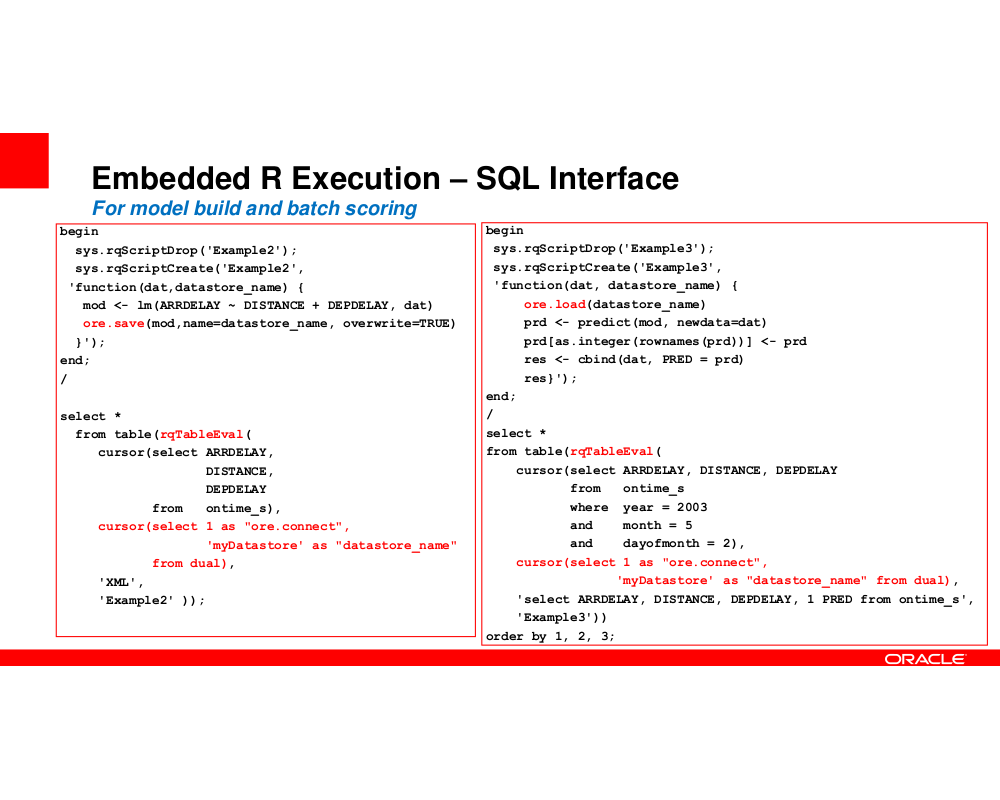 Embedded R Execution – SQL Interface
For model build and batch scoring
begin
  sys.rqScriptDrop('Example2');
  sys.rqScriptCreate('Example2',
 'function(dat,datastore_name) {
   mod <- lm(ARRDELAY ~ DISTANCE + DEPDELAY, dat)
   ore.save(mod,name=datastore_name, overwrite=TRUE)
  }');
end;
/
select *
  from table(rqTableEval(
     cursor(select ARRDELAY,
                   DISTANCE,
                   DEPDELAY
            from   ontime_s),
     cursor(select 1 as "ore.connect",
                   'myDatastore' as "datastore_name"
            from dual),
     'XML',
     'Example2' ));
begin
 sys.rqScriptDrop('Example3');
 sys.rqScriptCreate('Example3',
 'function(dat, datastore_name) {
     ore.load(datastore_name)
     prd <- predict(mod, newdata=dat)
     prd[as.integer(rownames(prd))] <- prd
     res <- cbind(dat, PRED = prd)
     res}');
end;
/
select *
from table(rqTableEval(
    cursor(select ARRDELAY, DISTANCE, DEPDELAY
           from   ontime_s
           where  year = 2003
           and    month = 5
           and    dayofmonth = 2),
    cursor(select 1 as "ore.connect",
                 'myDatastore' as "datastore_name" from dual),
    'select ARRDELAY, DISTANCE, DEPDELAY, 1 PRED from ontime_s',
    'Example3'))
order by 1, 2, 3;
ORACLE